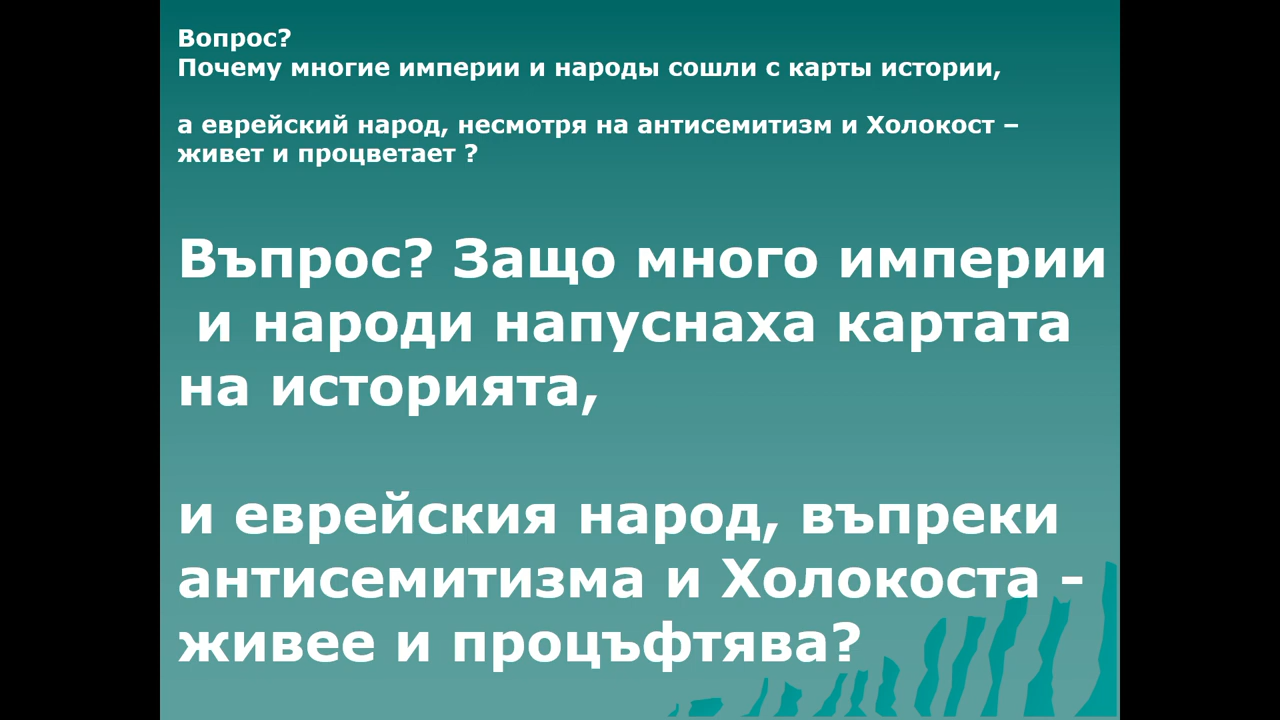 Вопрос?
Почему многие империи и народы сошли с карты истории,
а еврейский народ, несмотря на антисемитизм и Холокост –
живет и процветает ?
Въпрос? Защо много империи
и народи напуснаха картата
на историята,
и еврейския народ, въпреки
антисемитизма и Холокоста -
живее и процъфтява?